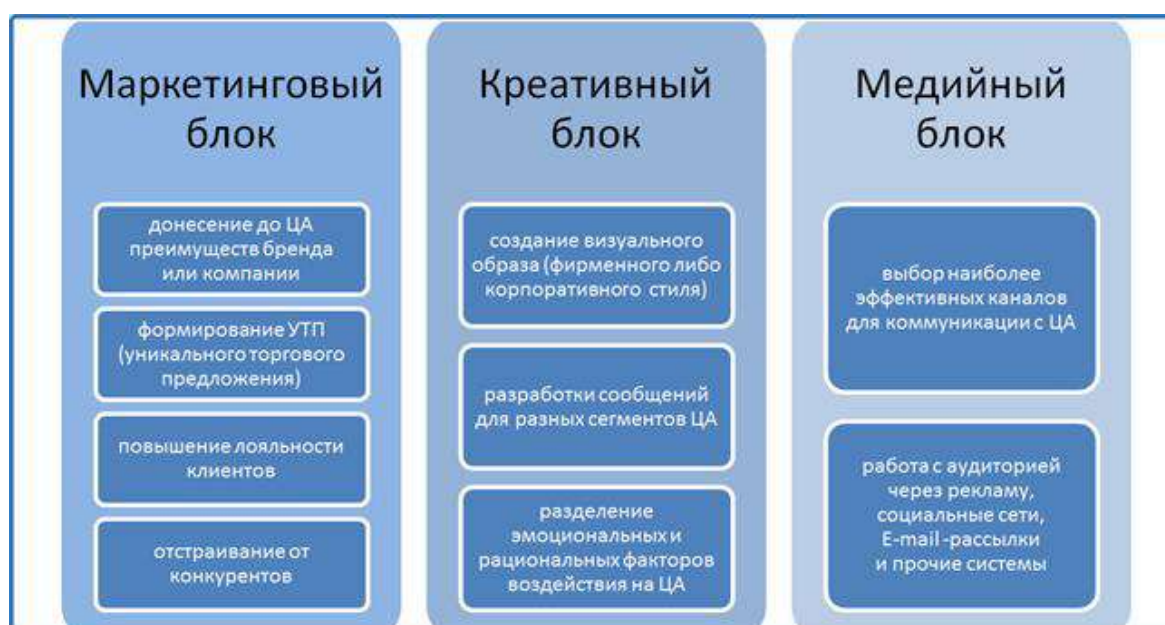 Маркетинговый
блок
донесение до ЦА
преимуществ бренда
или компании
формирование УТП
(уникального торгового
предложения)
повышение лояльности
клиентов
отстраивание от
конкурентов
Креативный
блок
создание визуального
образа (фирменного либо
корпоративного стиля)
разработки сообщений
для разных сегментов ЦА
разделение
эмоциональных и
рациональных факторов
воздействия на ЦА
Медийный
блок
выбор наиболее
эффективных каналов
для коммуникации с ЦА
работа с аудиторией
через рекламу,
социальные сети,
E-mail -рассылки
и прочие системы